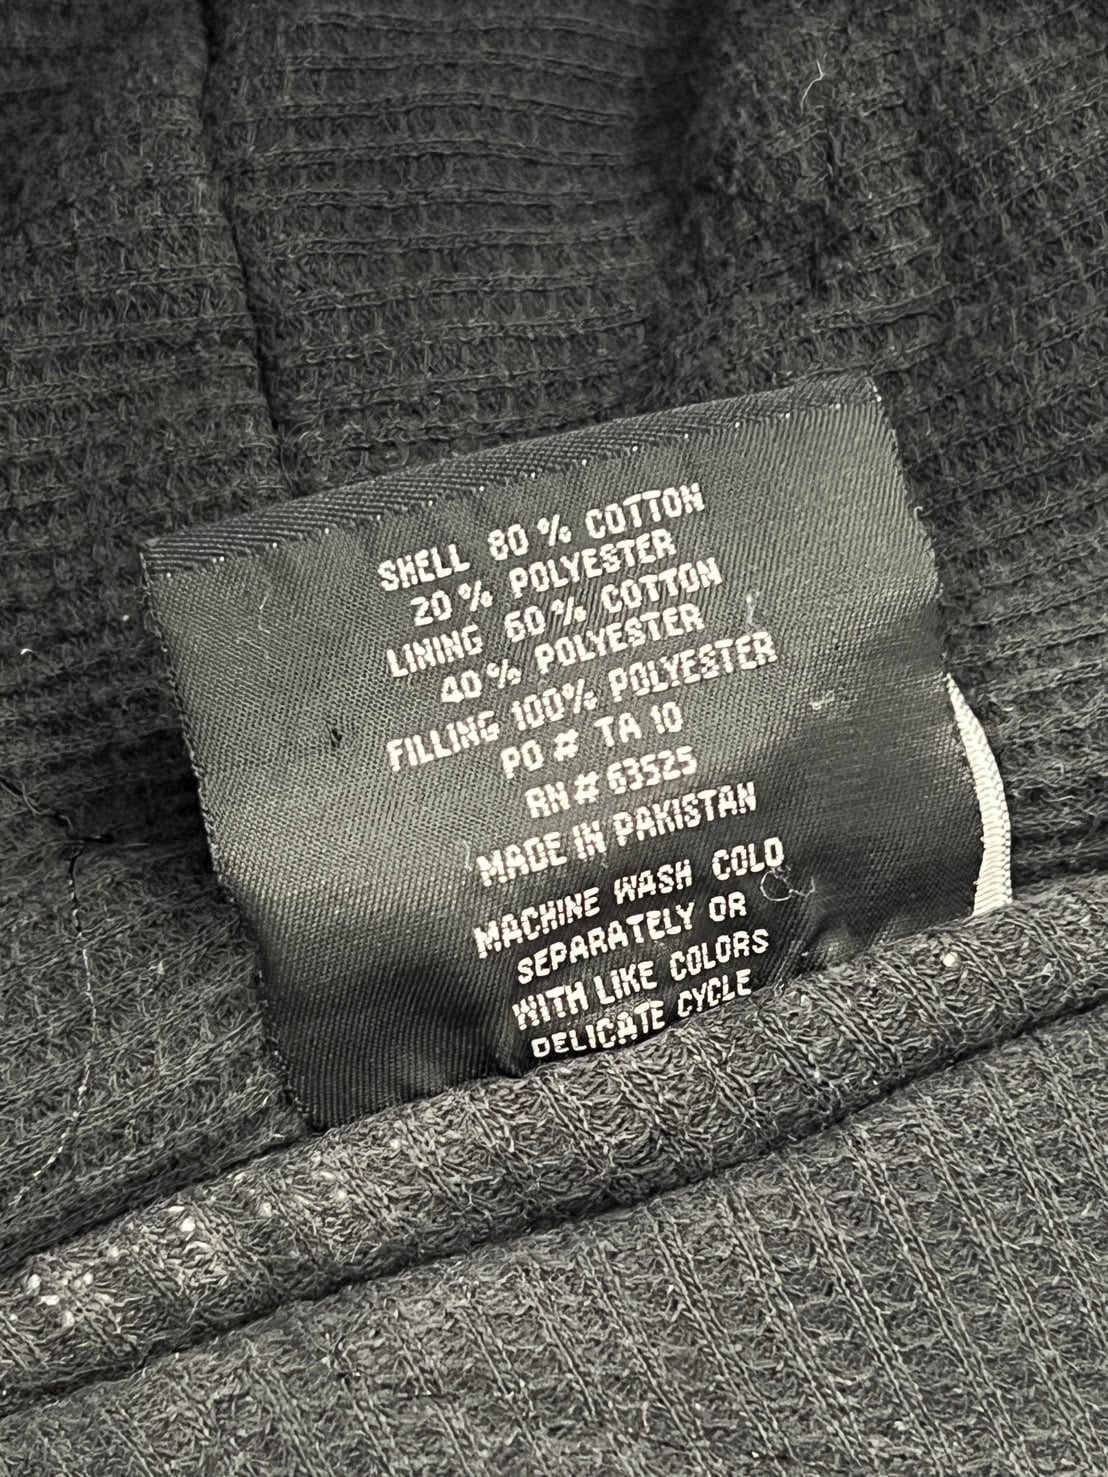 SHELL 80% COTTON
20% POLYESTER
LINING 60% COTTON
40% POLYESTER
FILLING 100% POLYESTER
PO # TA 10
RN # 63525
MADE IN PAKISTAN
MACHINE WASH COLD
SEPARATELY OR
WITH LIKE COLORS
DELICATE CYCLE